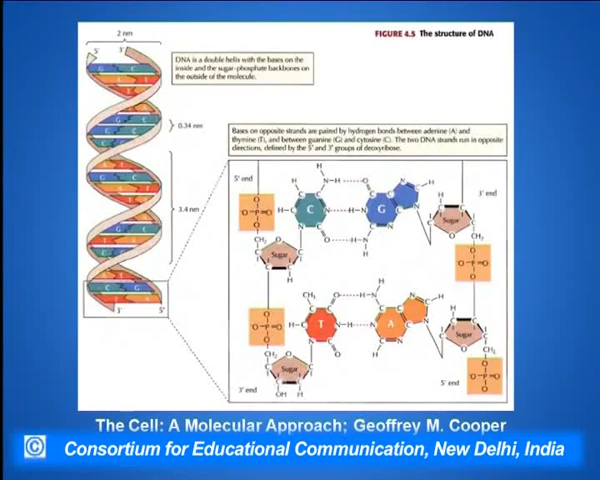 2 nm
FIGURE 4.5 The structure of DNA
5' 3'
DNA is a double helix with the bases on the
inside and the sugar-phosphate backbones on
the outside of the molecule.
0.34 nm
Bases on opposite strands are paired by hydrogen bonds between adenine (A) and
thymine (T), and between guanine (G) and cytosine (C). The two DNA strands run in opposite
directions, defined by the 5' and 3' groups of deoxyribose.
3.4 nm
5' end
3' end
C G
Sugar
Sugar
CH₂
CH₂
T A
CH₃
Sugar
Sugar
CH₂
CH₂
OH H
3' end
5' end
3' 5'
The Cell: A Molecular Approach; Geoffrey M. Cooper
© Consortium for Educational Communication, New Delhi, India